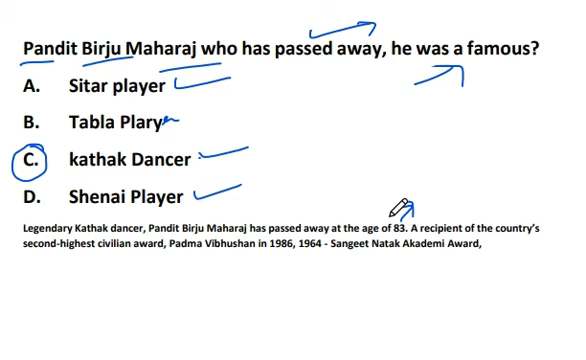 Pandit Birju Maharaj who has passed away, he was a famous?
A. Sitar player
B. Tabla Plary
C. kathak Dancer
D. Shenai Player
Legendary Kathak dancer, Pandit Birju Maharaj has passed away at the age of 83. A recipient of the country's
second-highest civilian award, Padma Vibhushan in 1986, 1964 - Sangeet Natak Akademi Award,